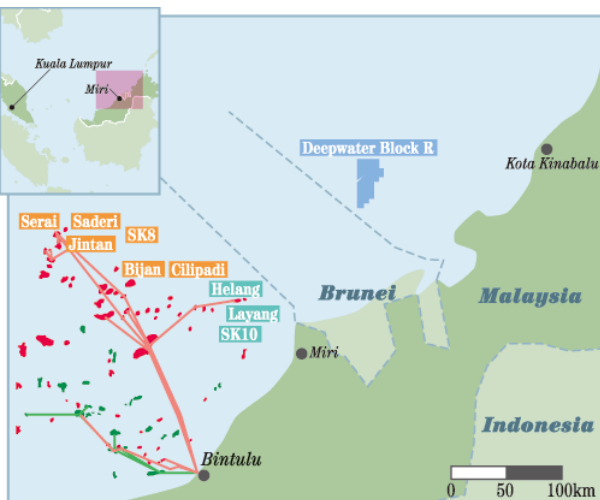 Kuala Lumpur
Miri
Deepwater Block R
Kota Kinabalu
Serai
Saderi
SK8
Jintan
Bijan
Cilipadi
Helang
Layang
SK10
Brunei
Malaysia
Miri
Indonesia
Bintulu
0 50 100km